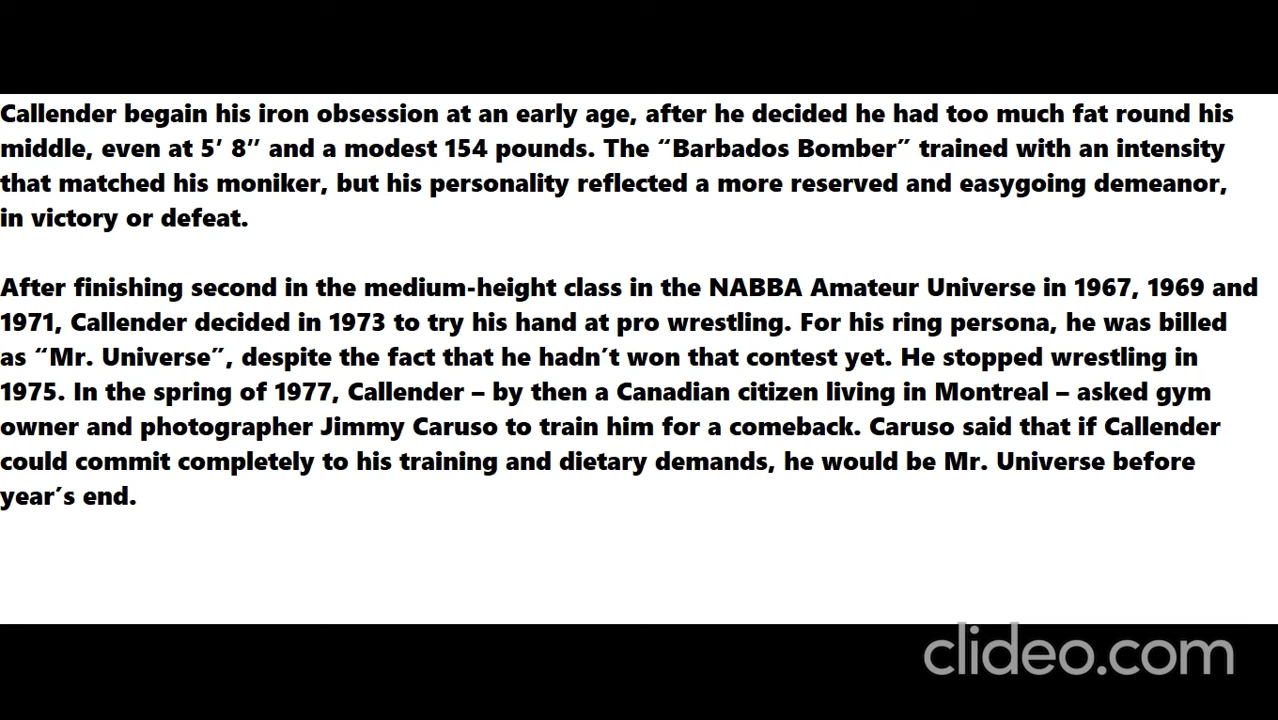 Callender begain his iron obsession at an early age, after he decided he had too much fat round his
middle, even at 5′ 8″ and a modest 154 pounds. The “Barbados Bomber” trained with an intensity
that matched his moniker, but his personality reflected a more reserved and easygoing demeanor,
in victory or defeat.
After finishing second in the medium-height class in the NABBA Amateur Universe in 1967, 1969 and
1971, Callender decided in 1973 to try his hand at pro wrestling. For his ring persona, he was billed
as “Mr. Universe”, despite the fact that he hadn’t won that contest yet. He stopped wrestling in
1975. In the spring of 1977, Callender – by then a Canadian citizen living in Montreal – asked gym
owner and photographer Jimmy Caruso to train him for a comeback. Caruso said that if Callender
could commit completely to his training and dietary demands, he would be Mr. Universe before
year’s end.
clideo.com